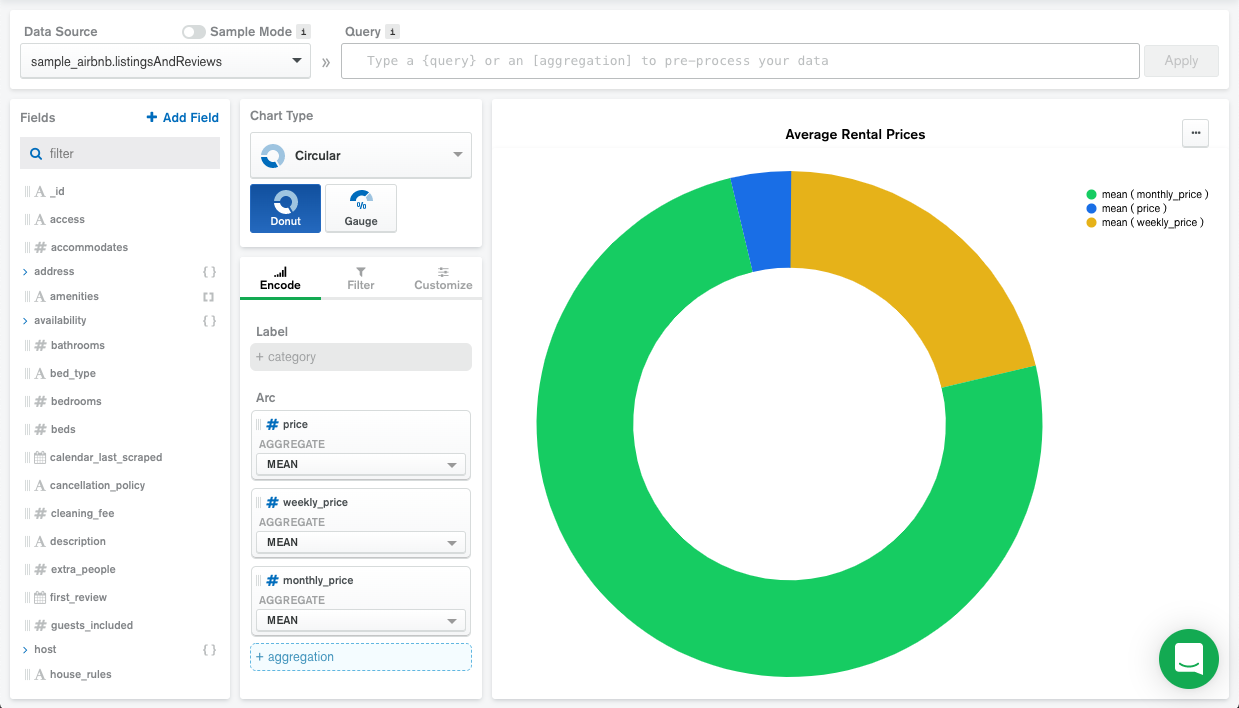 Data Source
Sample Mode i
Query i
sample_airbnb.listingsAndReviews
»
Type a {query} or an [aggregation] to pre-process your data
Apply
Fields
+ Add Field
filter
A _id
A access
# accommodates
> address { }
A amenities [ ]
> availability { }
# bathrooms
A bed_type
# bedrooms
# beds
calendar_last_scraped
A cancellation_policy
# cleaning_fee
A description
# extra_people
first_review
# guests_included
> host { }
A house_rules
Chart Type
Circular
Donut
%
Gauge
Encode
Filter
Customize
Label
+ category
Arc
# price
AGGREGATE
MEAN
# weekly_price
AGGREGATE
MEAN
# monthly_price
AGGREGATE
MEAN
+ aggregation
Average Rental Prices
...
mean ( monthly_price )
mean ( price )
mean ( weekly_price )